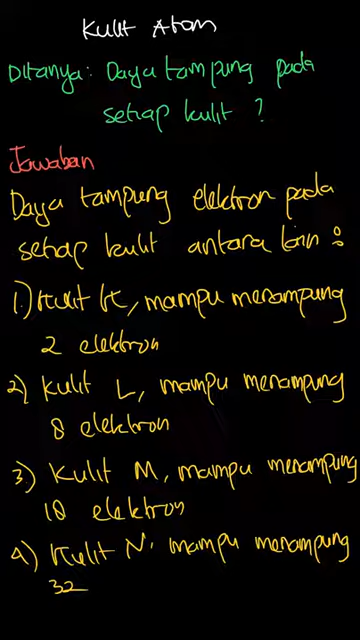 Kulit Atom
Ditanya: Daya tampung pada
setiap kulit ?
Jawaban
Daya tampung elektron pada
setiap kulit antara lain :
1.) Kulit K, mampu menampung
2 elektron
2) Kulit L, mampu menampung
8 elektron
3) Kulit M, mampu menampung
18 elektron
4) Kulit N, mampu menampung
32